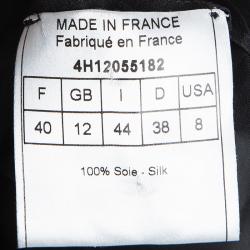 MADE IN FRANCE
Fabriqué en France
4H12055182
F GB I D USA
40 12 44 38 8
100% Soie - Silk